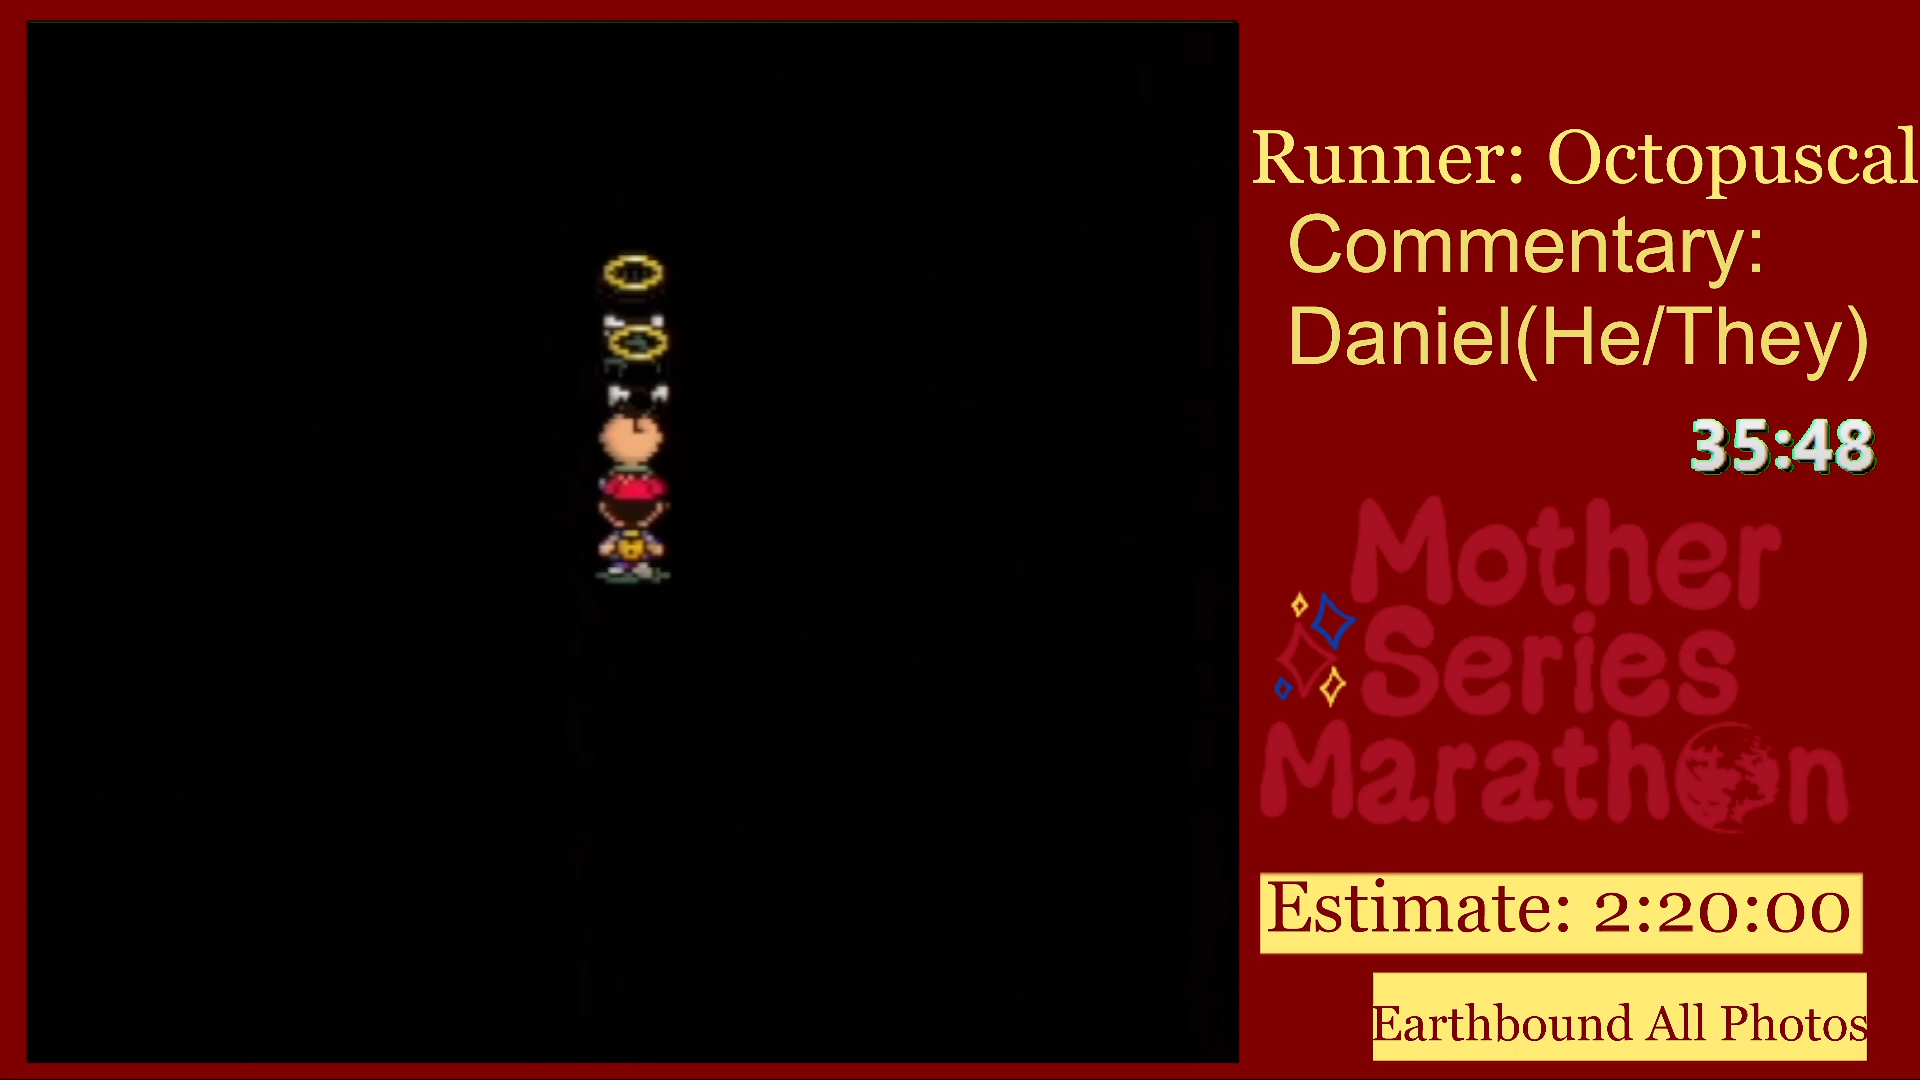 Runner: Octopuscal
Commentary:
Daniel(He/They)
35:48
Mother
Series
Marathon
Estimate: 2:20:00
Earthbound All Photos